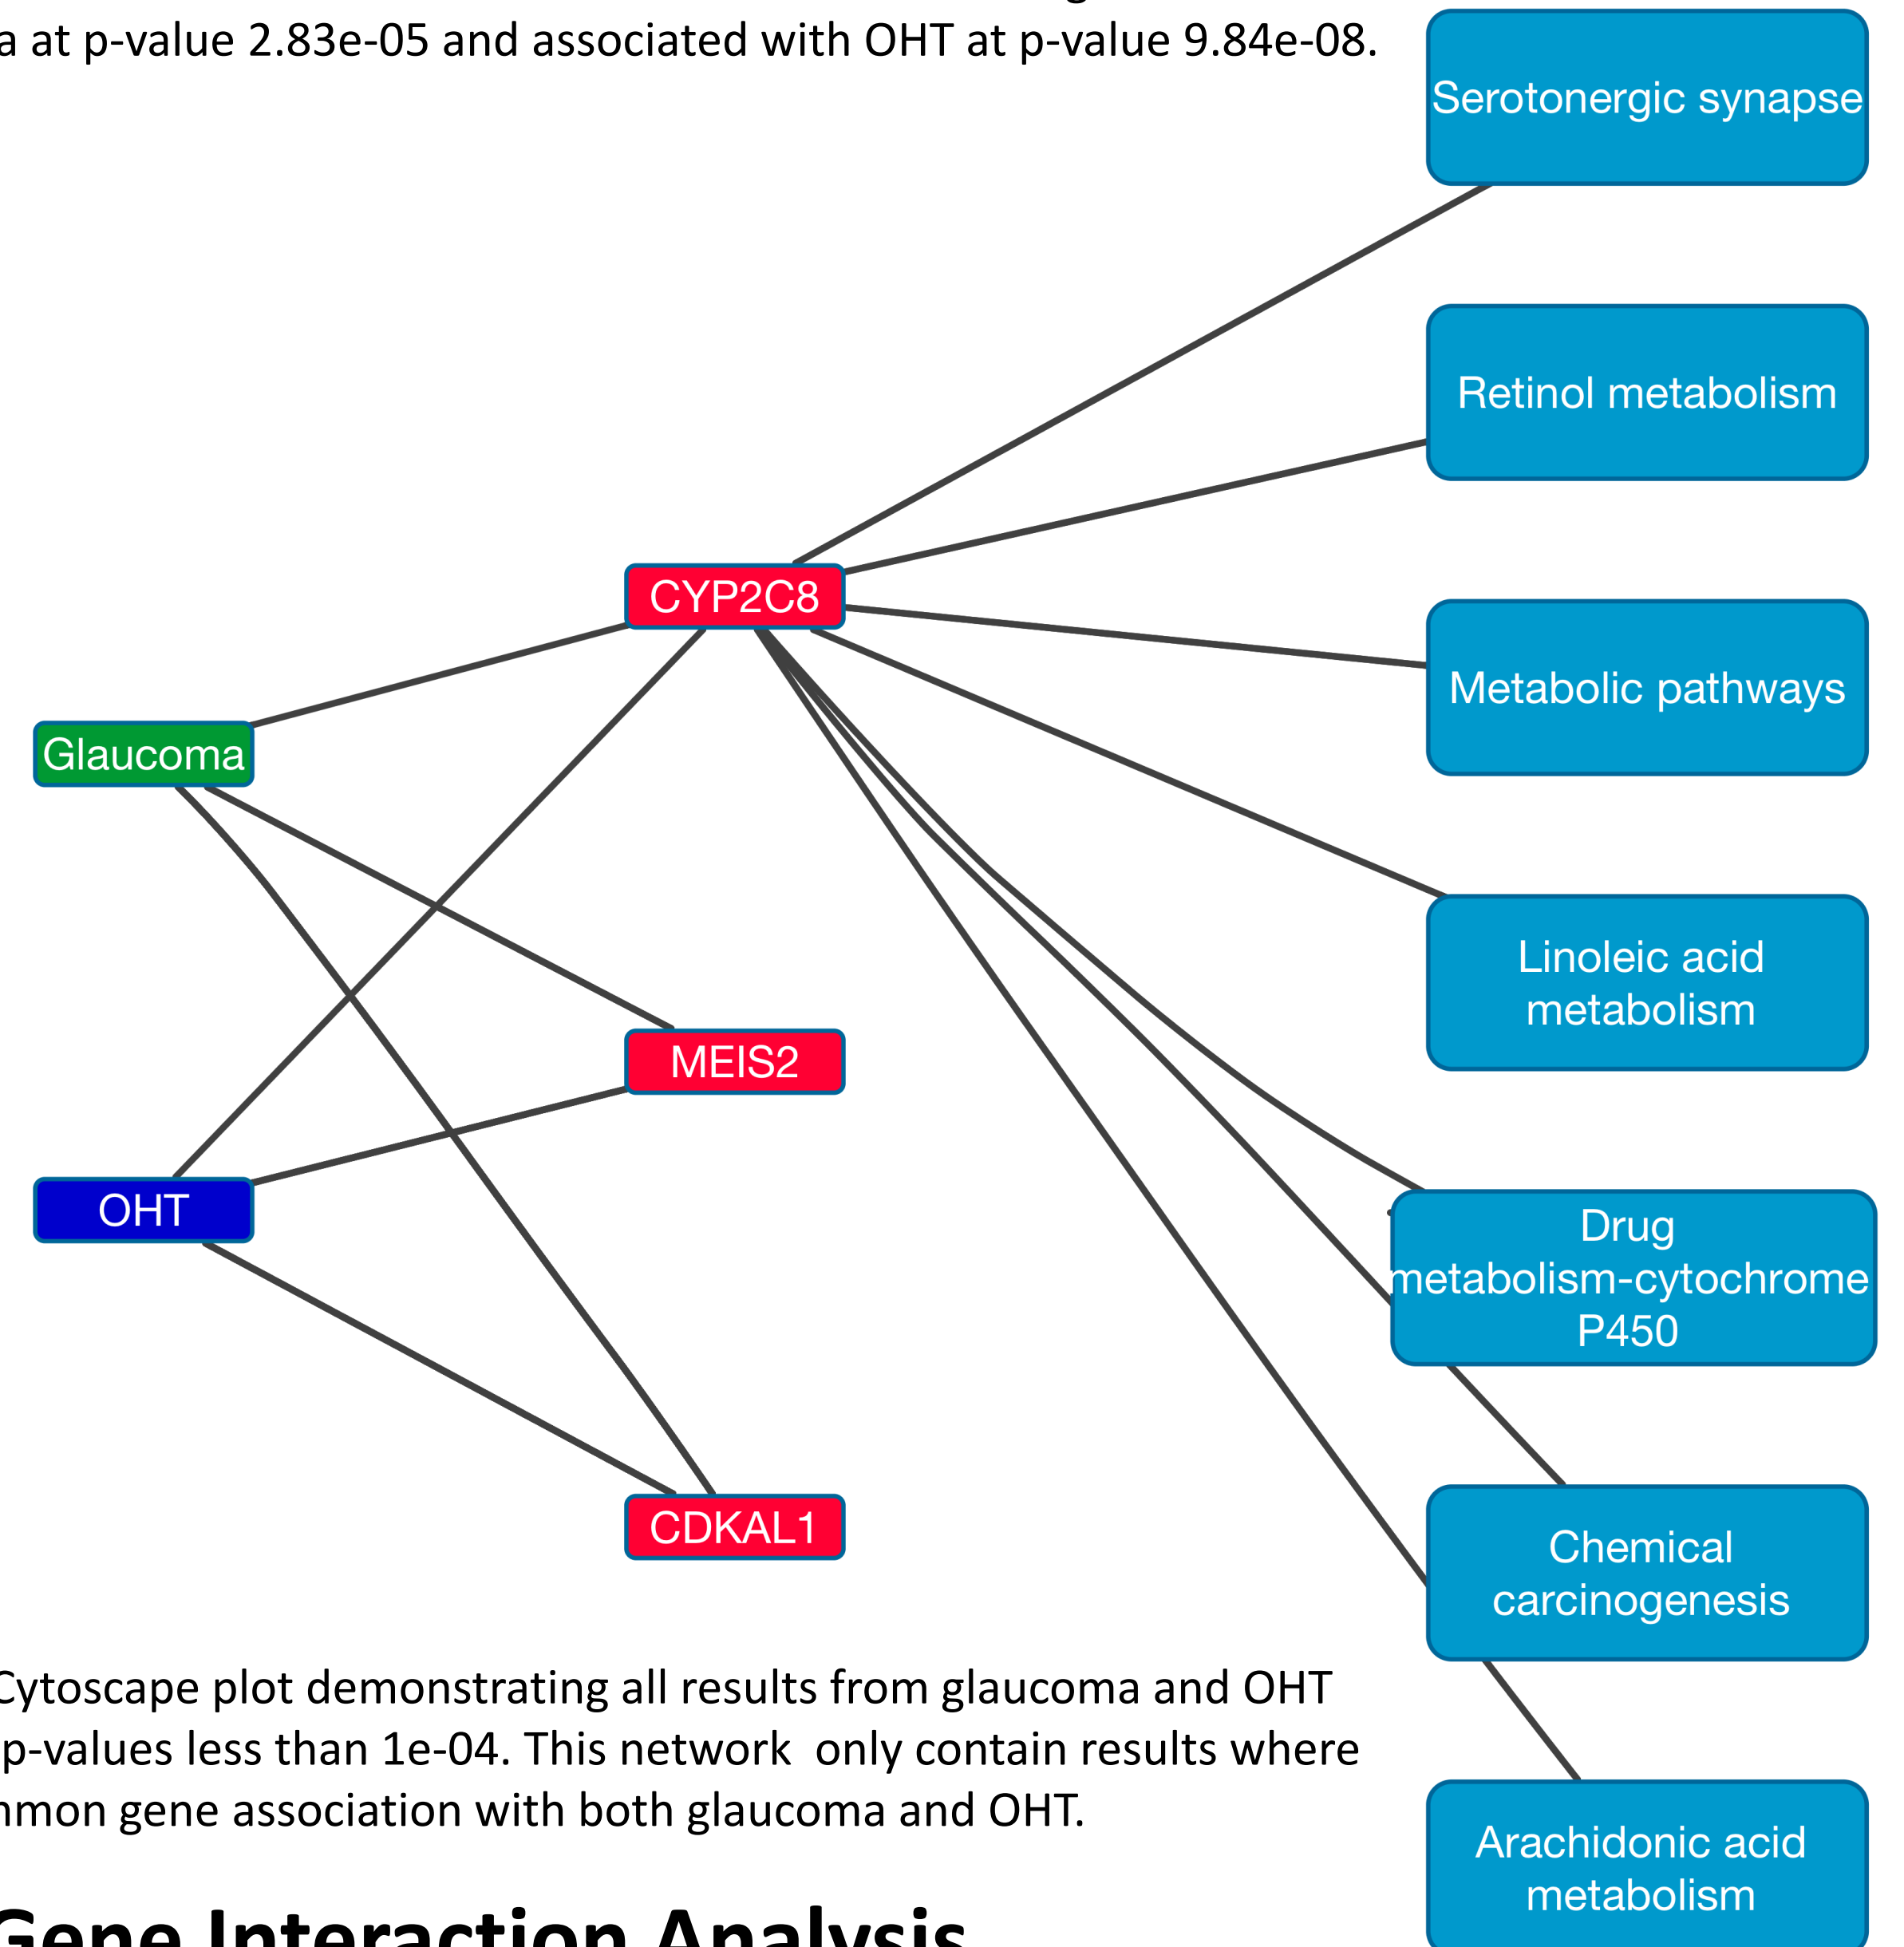 a at p-value 2.83e-05 and associated with OHT at p-value 9.84e-08.
Serotonergic synapse
Retinol metabolism
CYP2C8
Metabolic pathways
Glaucoma
Linoleic acid
metabolism
MEIS2
OHT
Drug
metabolism-cytochrome
P450
CDKAL1
Chemical
carcinogenesis
Cytoscape plot demonstrating all results from glaucoma and OHT
p-values less than 1e-04. This network only contain results where
mmon gene association with both glaucoma and OHT.
Arachidonic acid
metabolism
Gene Interaction Analysis